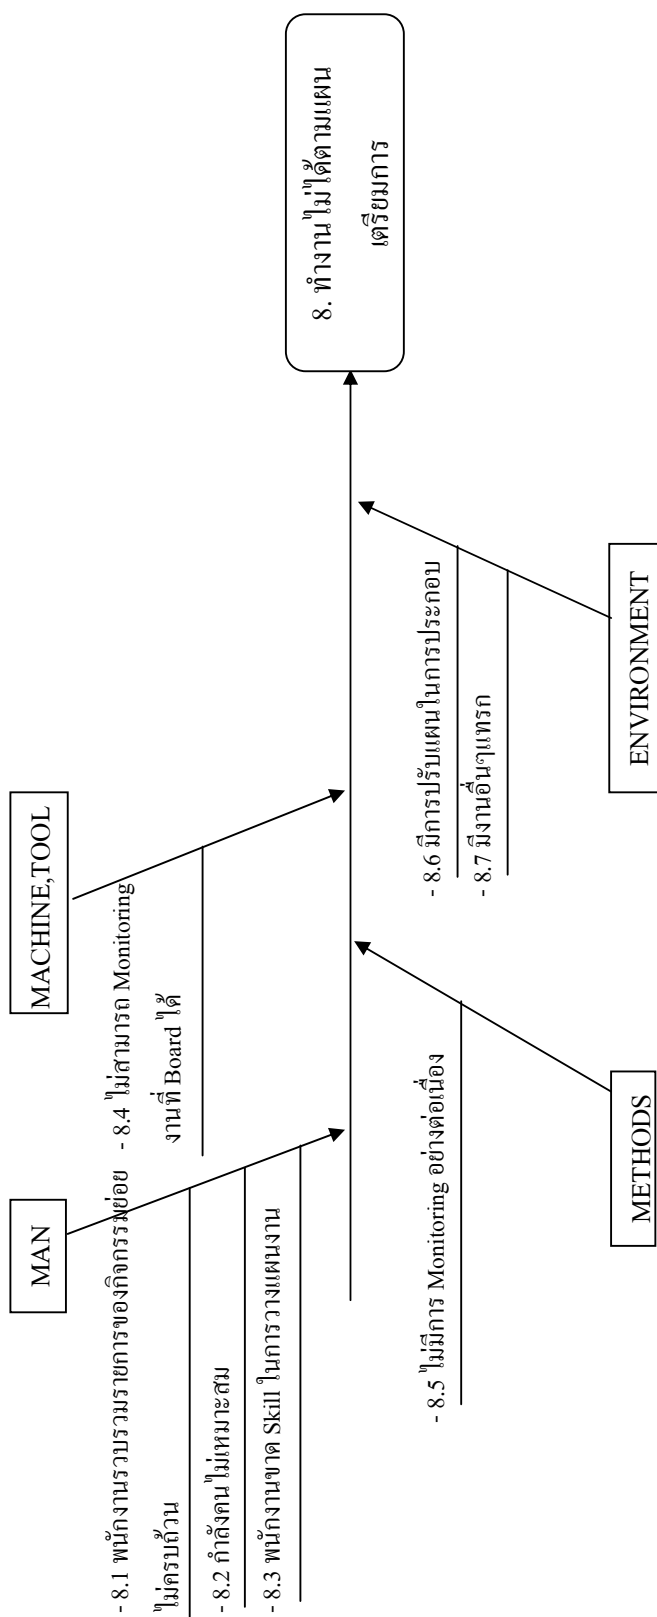 MAN
- 8.1 พนักงานรวบรวมรายการของกิจกรรมย่อย
ไม่ครบถ้วน
- 8.2 กำลังคนไม่เหมาะสม
- 8.3 พนักงานขาด Skill ในการวางแผนงาน
MACHINE,TOOL
- 8.4 ไม่สามารถ Monitoring
งานที่ Board ได้
METHODS
- 8.5 ไม่มีการ Monitoring อย่างต่อเนื่อง
ENVIRONMENT
- 8.6 มีการปรับแผนในการประกอบ
- 8.7 มีงานอื่นๆแทรก
8. ทำงานไม่ได้ตามแผน
เตรียมการ